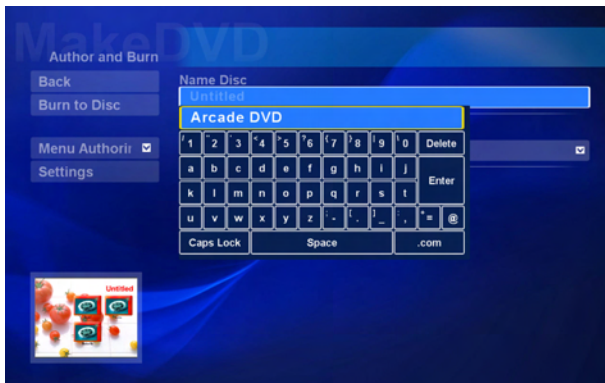 MakeDVD
Author and Burn
Back
Name Disc
Untitled
Burn to Disc
Arcade DVD
1 2 3 4 5 6 7 8 9 0 Delete
Menu Authorin
a b c d e f g h i j
Settings
Enter
k l m n o p q r s t
u v w x y z - . _ , = @
Caps Lock Space .com
Untitled